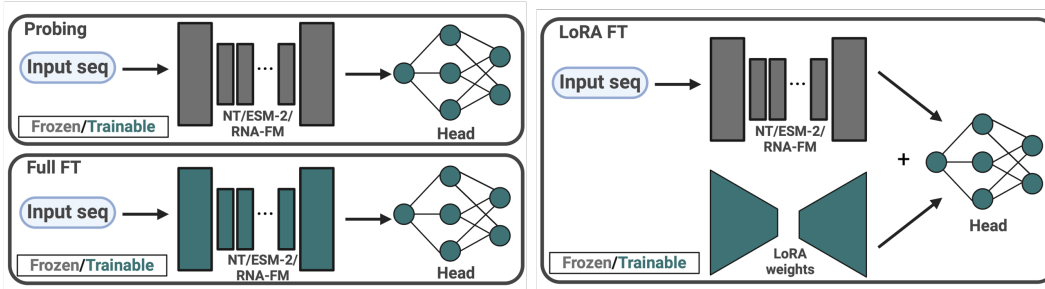 Probing
Input seq
...
NT/ESM-2/
RNA-FM
Head
Frozen/Trainable
Full FT
Input seq
...
NT/ESM-2/
RNA-FM
Head
Frozen/Trainable
LoRA FT
Input seq
...
NT/ESM-2/
RNA-FM
+
Head
LoRA
weights
Frozen/Trainable